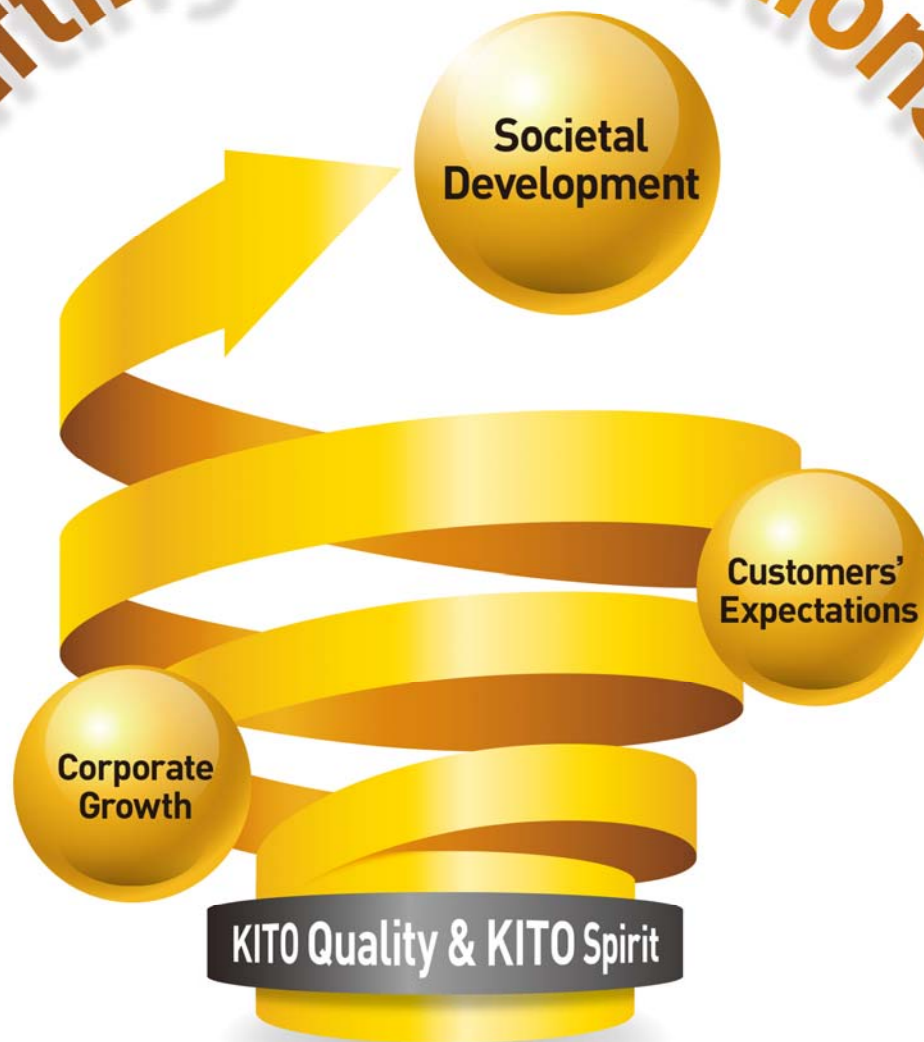 Societal
Development
Customers’
Expectations
Corporate
Growth
KITO Quality & KITO Spirit